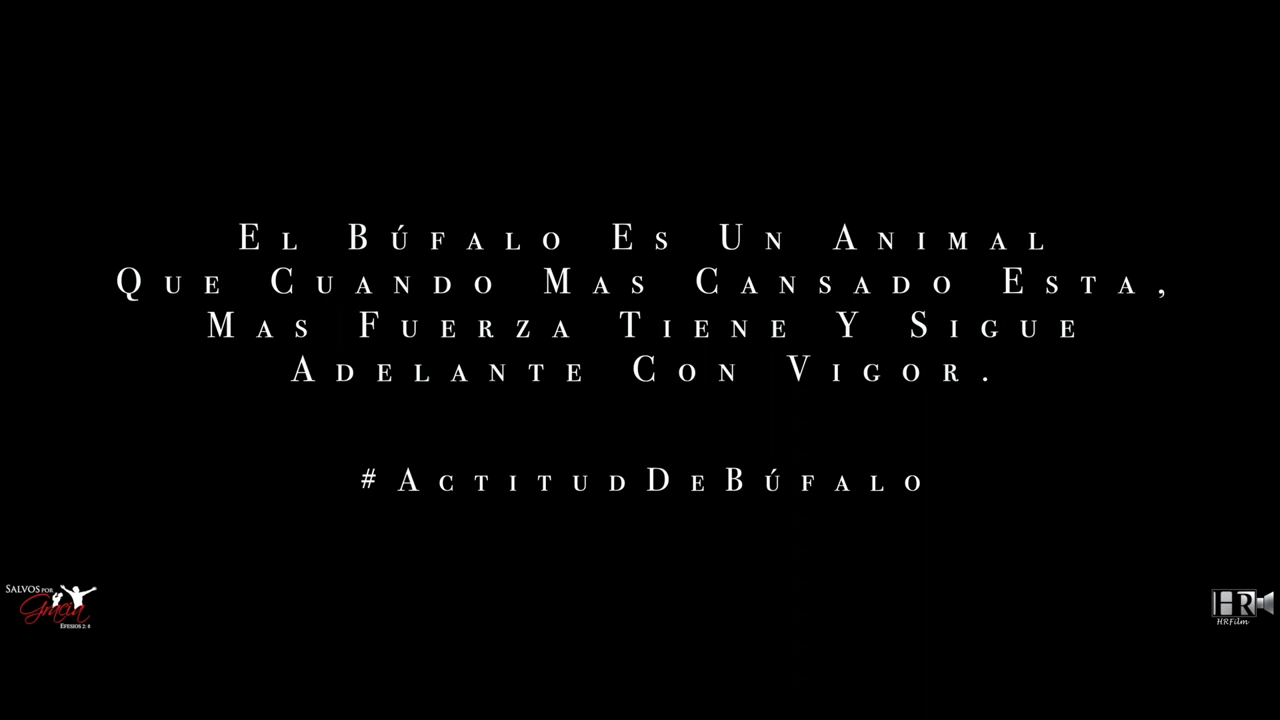 El Búfalo Es Un Animal
Que Cuando Mas Cansado Esta,
Mas Fuerza Tiene Y Sigue
Adelante Con Vigor.
#ActitudDeBúfalo
Salvos por
Gracia
Efesios 2: 8
HR
HRFilm